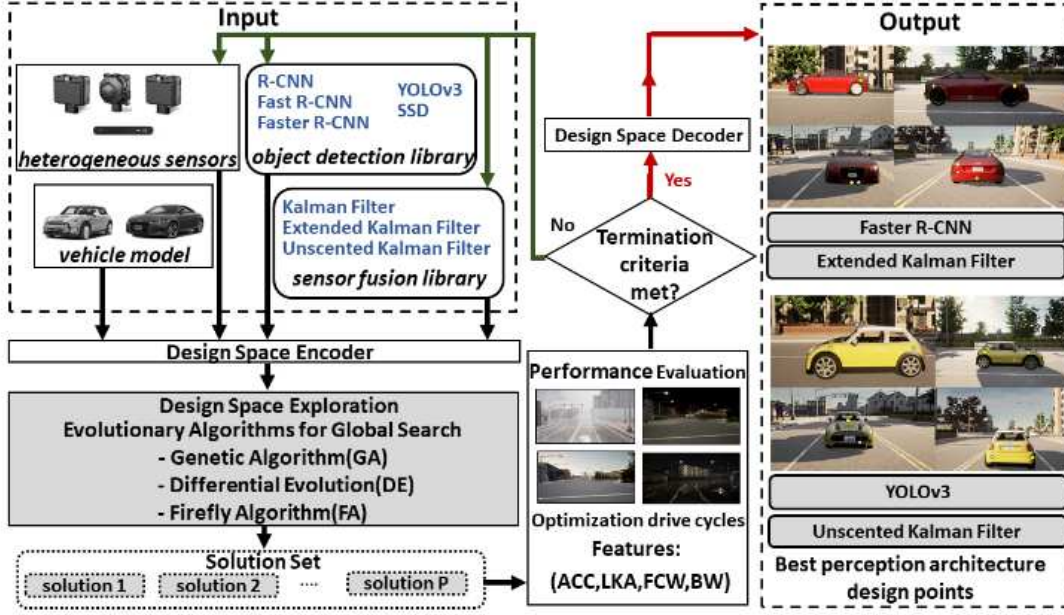 Input
heterogeneous sensors
R-CNN
Fast R-CNN
Faster R-CNN
YOLOv3
SSD
object detection library
vehicle model
Kalman Filter
Extended Kalman Filter
Unscented Kalman Filter
sensor fusion library
Design Space Encoder
Design Space Exploration
Evolutionary Algorithms for Global Search
- Genetic Algorithm(GA)
- Differential Evolution(DE)
- Firefly Algorithm(FA)
Solution Set
solution 1
solution 2
....
solution P
Performance Evaluation
Optimization drive cycles
Features:
(ACC,LKA,FCW,BW)
Termination
criteria
met?
No
Yes
Design Space Decoder
Output
Faster R-CNN
Extended Kalman Filter
YOLOv3
Unscented Kalman Filter
Best perception architecture
design points